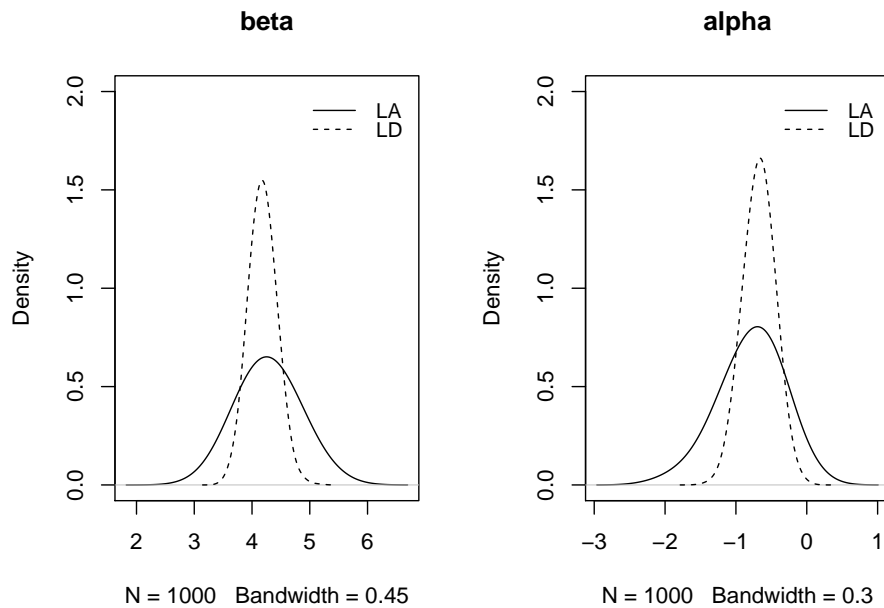 beta
Density
0.0 0.5 1.0 1.5 2.0
LA
LD
2 3 4 5 6
N = 1000 Bandwidth = 0.45
alpha
Density
0.0 0.5 1.0 1.5 2.0
LA
LD
−3 −2 −1 0 1
N = 1000 Bandwidth = 0.3